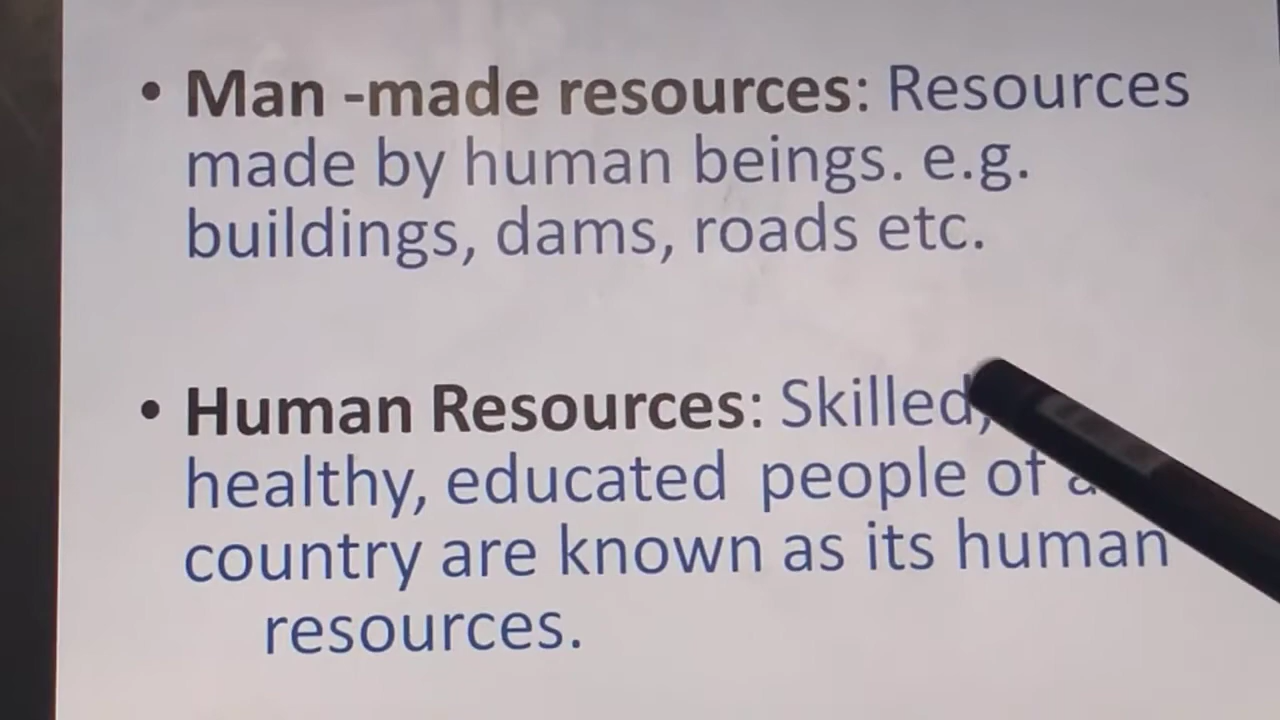 • Man -made resources: Resources
made by human beings. e.g.
buildings, dams, roads etc.
• Human Resources: Skilled,
healthy, educated people of a
country are known as its human
resources.